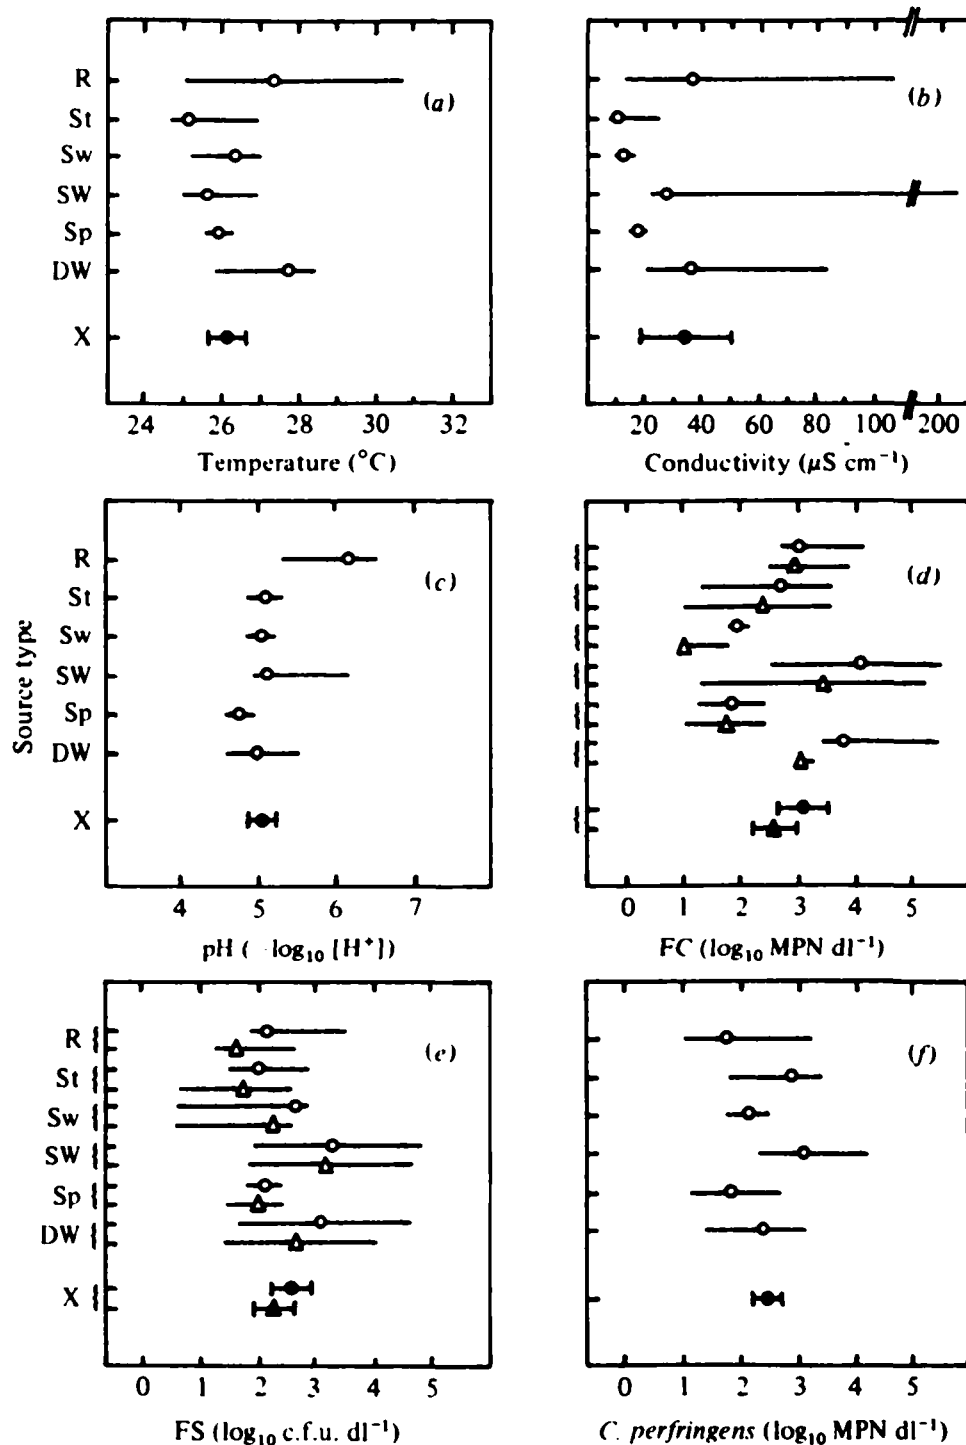 R
St
Sw
SW
Sp
DW
X
(a)
24 26 28 30 32
Temperature (°C)
(b)
20 40 60 80 100 200
Conductivity (µS cm⁻¹)
Source type
R
St
Sw
SW
Sp
DW
X
(c)
4 5 6 7
pH ( log₁₀ [H⁺])
(d)
0 1 2 3 4 5
FC (log₁₀ MPN dl⁻¹)
R
St
Sw
SW
Sp
DW
X
(e)
0 1 2 3 4 5
FS (log₁₀ c.f.u. dl⁻¹)
(f)
0 1 2 3 4 5
C. perfringens (log₁₀ MPN dl⁻¹)